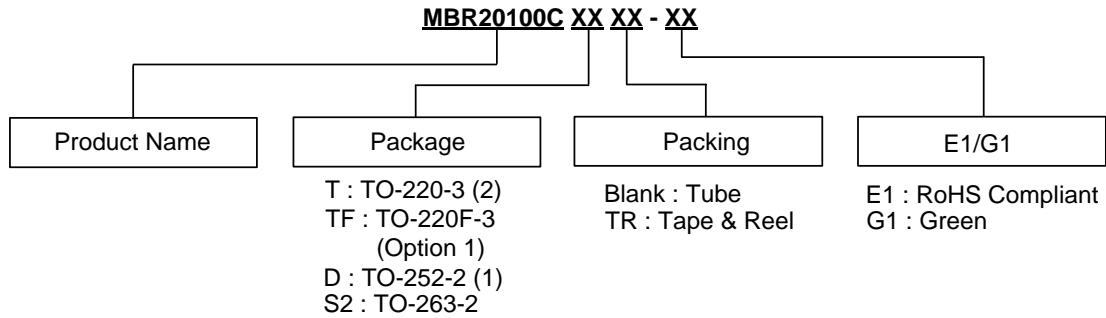 MBR20100C XX XX - XX
Product Name
Package
Packing
E1/G1
T : TO-220-3 (2)
TF : TO-220F-3
(Option 1)
D : TO-252-2 (1)
S2 : TO-263-2
Blank : Tube
TR : Tape & Reel
E1 : RoHS Compliant
G1 : Green